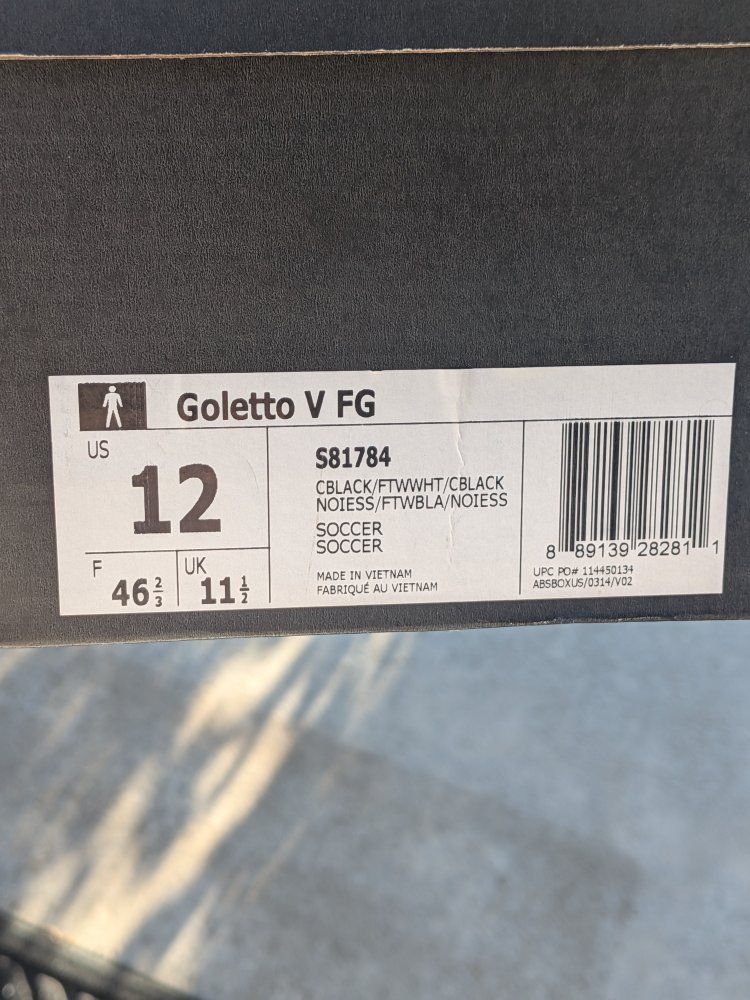 Goletto V FG
US
12
F
46 2/3
UK
11 1/2
S81784
CBLACK/FTWWHT/CBLACK
NOIESS/FTWBLA/NOIESS
SOCCER
SOCCER
MADE IN VIETNAM
FABRIQUÉ AU VIETNAM
8 89139 28281 1
UPC PO# 114450134
ABSBOXUS/0314/V02